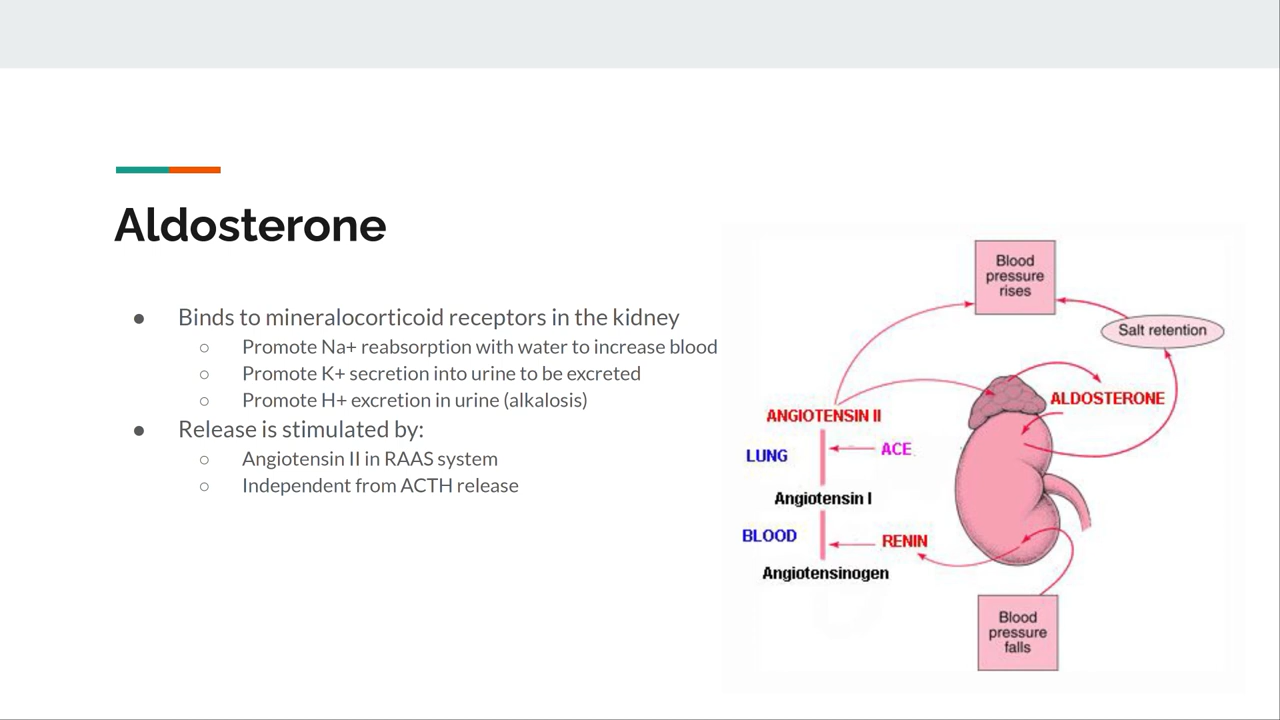 Aldosterone
● Binds to mineralocorticoid receptors in the kidney
○ Promote Na+ reabsorption with water to increase blood
○ Promote K+ secretion into urine to be excreted
○ Promote H+ excretion in urine (alkalosis)
● Release is stimulated by:
○ Angiotensin II in RAAS system
○ Independent from ACTH release
Blood
pressure
rises
Salt retention
ALDOSTERONE
ANGIOTENSIN II
LUNG
ACE
Angiotensin I
BLOOD
RENIN
Angiotensinogen
Blood
pressure
falls